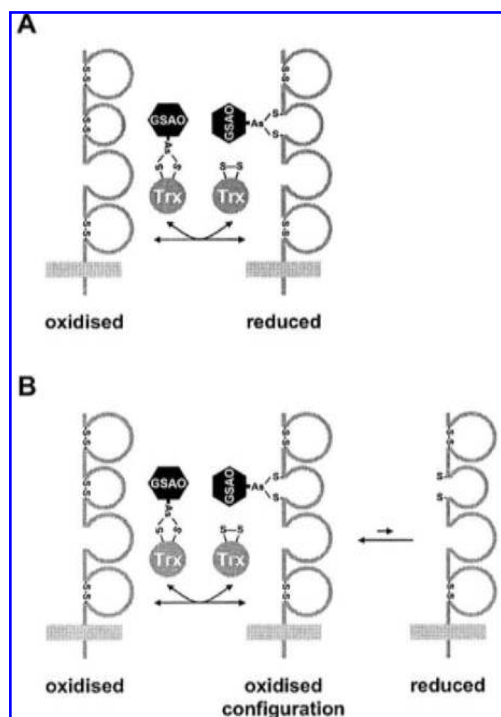 A
S-S
S-S
S-S
GSAO
As
S S
Trx
GSAO
As
S
S
S—S
Trx
S-S
S-S
oxidised
reduced
B
S-S
S-S
S-S
GSAO
As
S S
Trx
GSAO
As
S
S
S—S
Trx
S-S
S-S
S-S
S
S
S-S
oxidised
oxidised
configuration
reduced